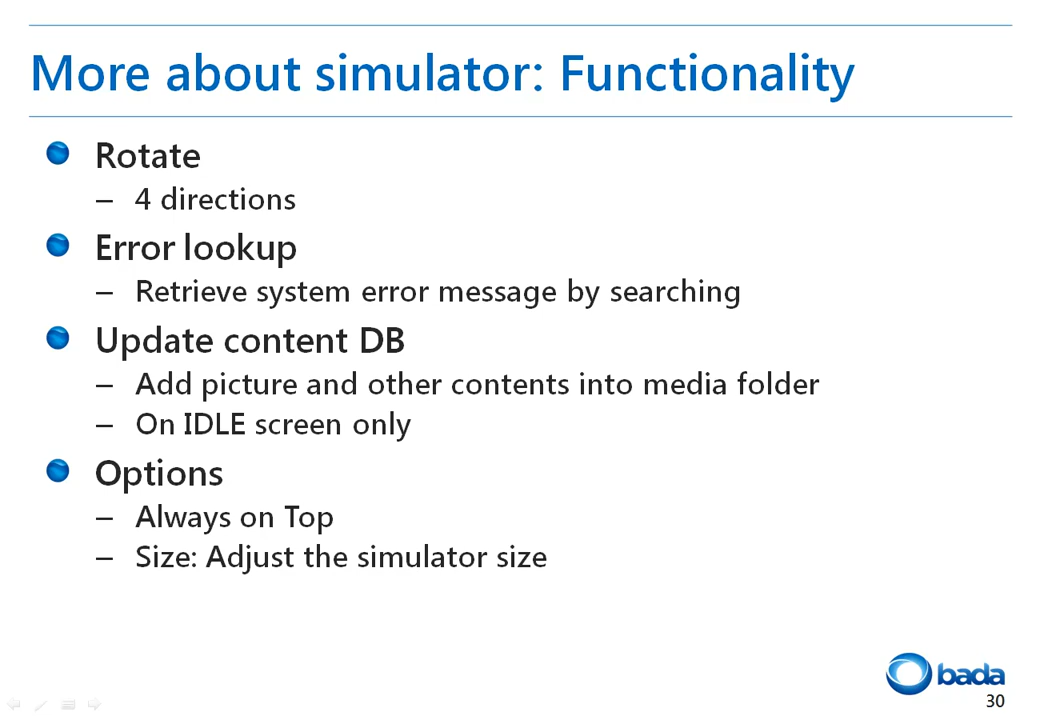 More about simulator: Functionality
Rotate
– 4 directions
Error lookup
– Retrieve system error message by searching
Update content DB
– Add picture and other contents into media folder
– On IDLE screen only
Options
– Always on Top
– Size: Adjust the simulator size
bada
30